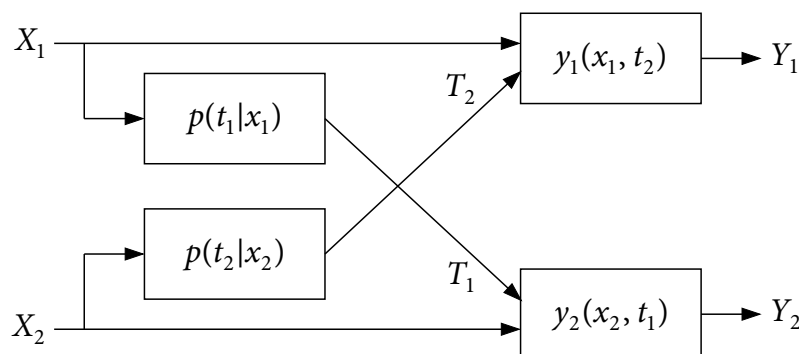 X₁
y₁(x₁, t₂)
Y₁
T₂
p(t₁|x₁)
p(t₂|x₂)
T₁
X₂
y₂(x₂, t₁)
Y₂